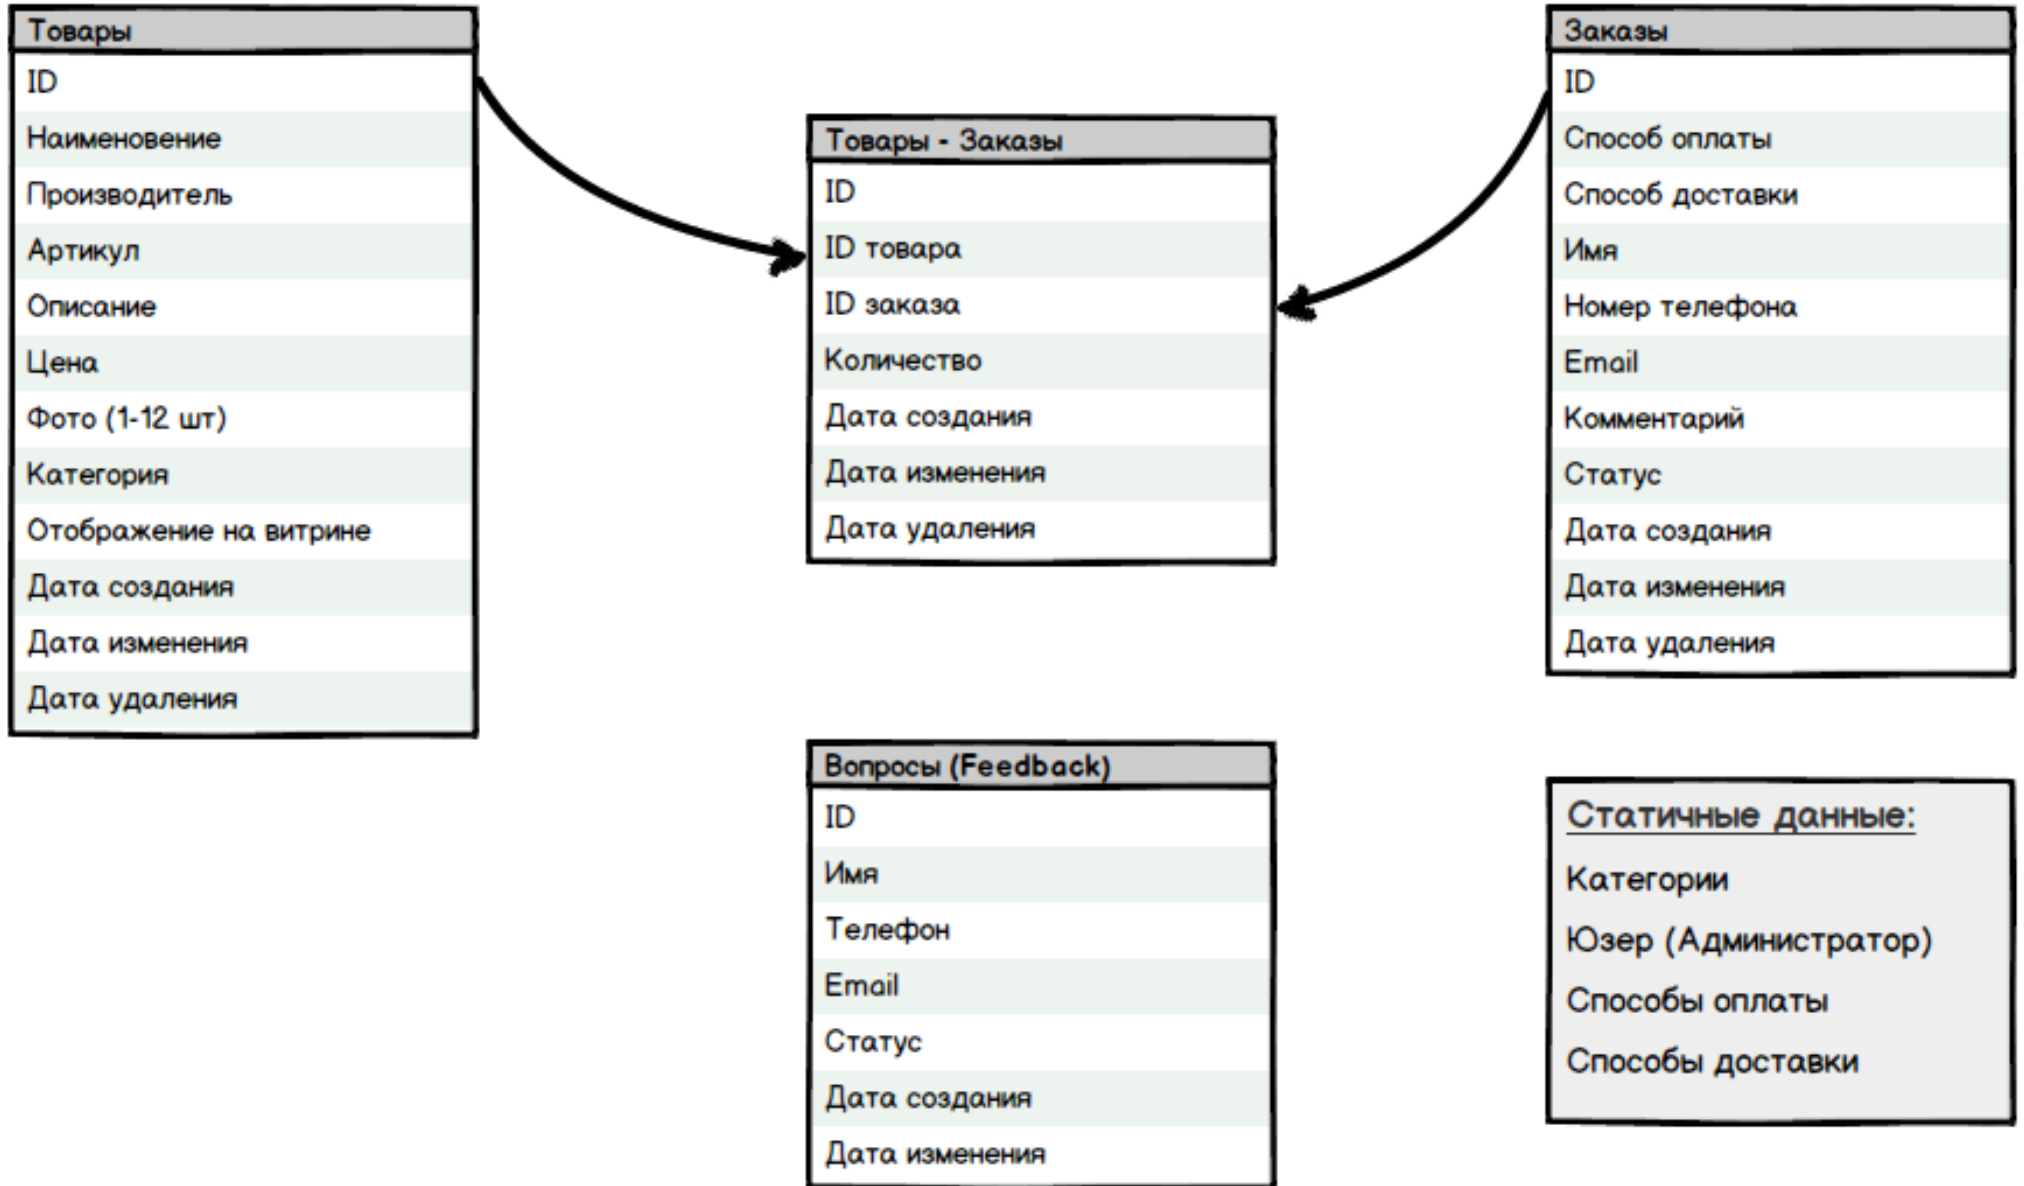 Товары
ID
Наименовение
Производитель
Артикул
Описание
Цена
Фото (1-12 шт)
Категория
Отображение на витрине
Дата создания
Дата изменения
Дата удаления
Товары - Заказы
ID
ID товара
ID заказа
Количество
Дата создания
Дата изменения
Дата удаления
Заказы
ID
Способ оплаты
Способ доставки
Имя
Номер телефона
Email
Комментарий
Статус
Дата создания
Дата изменения
Дата удаления
Вопросы (Feedback)
ID
Имя
Телефон
Email
Статус
Дата создания
Дата изменения
Статичные данные:
Категории
Юзер (Администратор)
Способы оплаты
Способы доставки